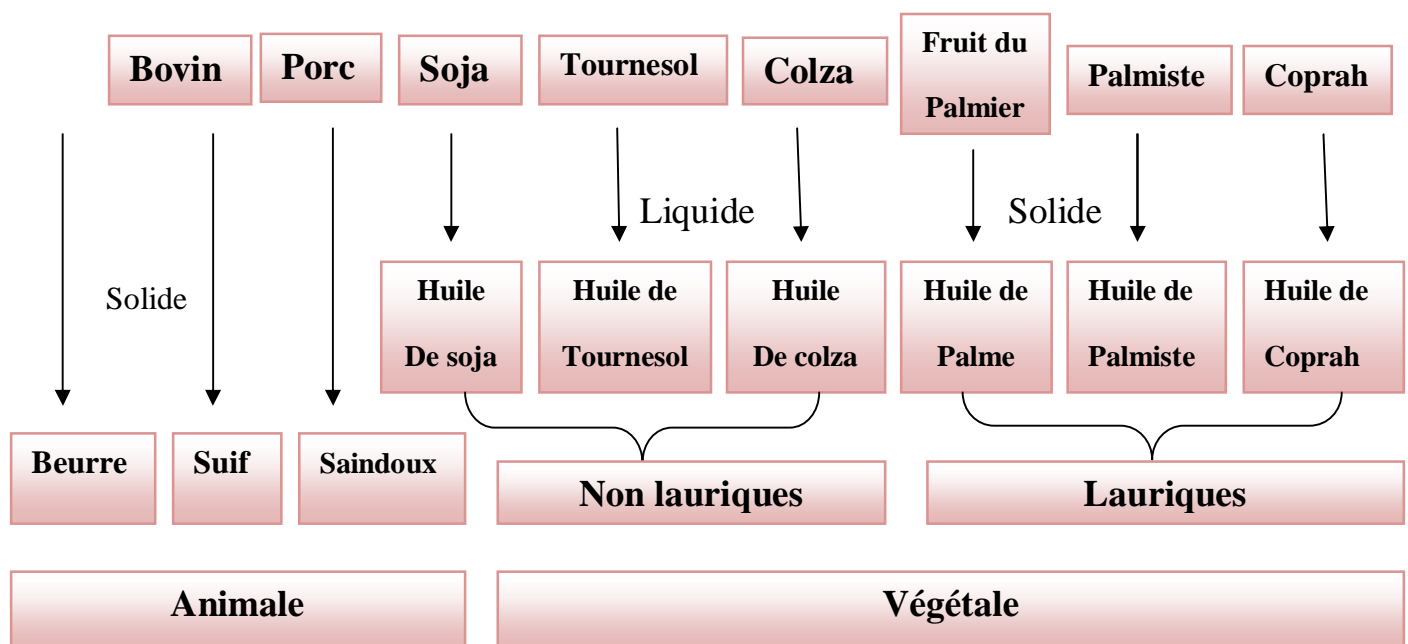 Bovin
Porc
Soja
Tournesol
Colza
Fruit du
Palmier
Palmiste
Coprah
Liquide
Solide
Solide
Huile
De soja
Huile de
Tournesol
Huile
De colza
Huile de
Palme
Huile de
Palmiste
Huile de
Coprah
Beurre
Suif
Saindoux
Non lauriques
Lauriques
Animale
Végétale